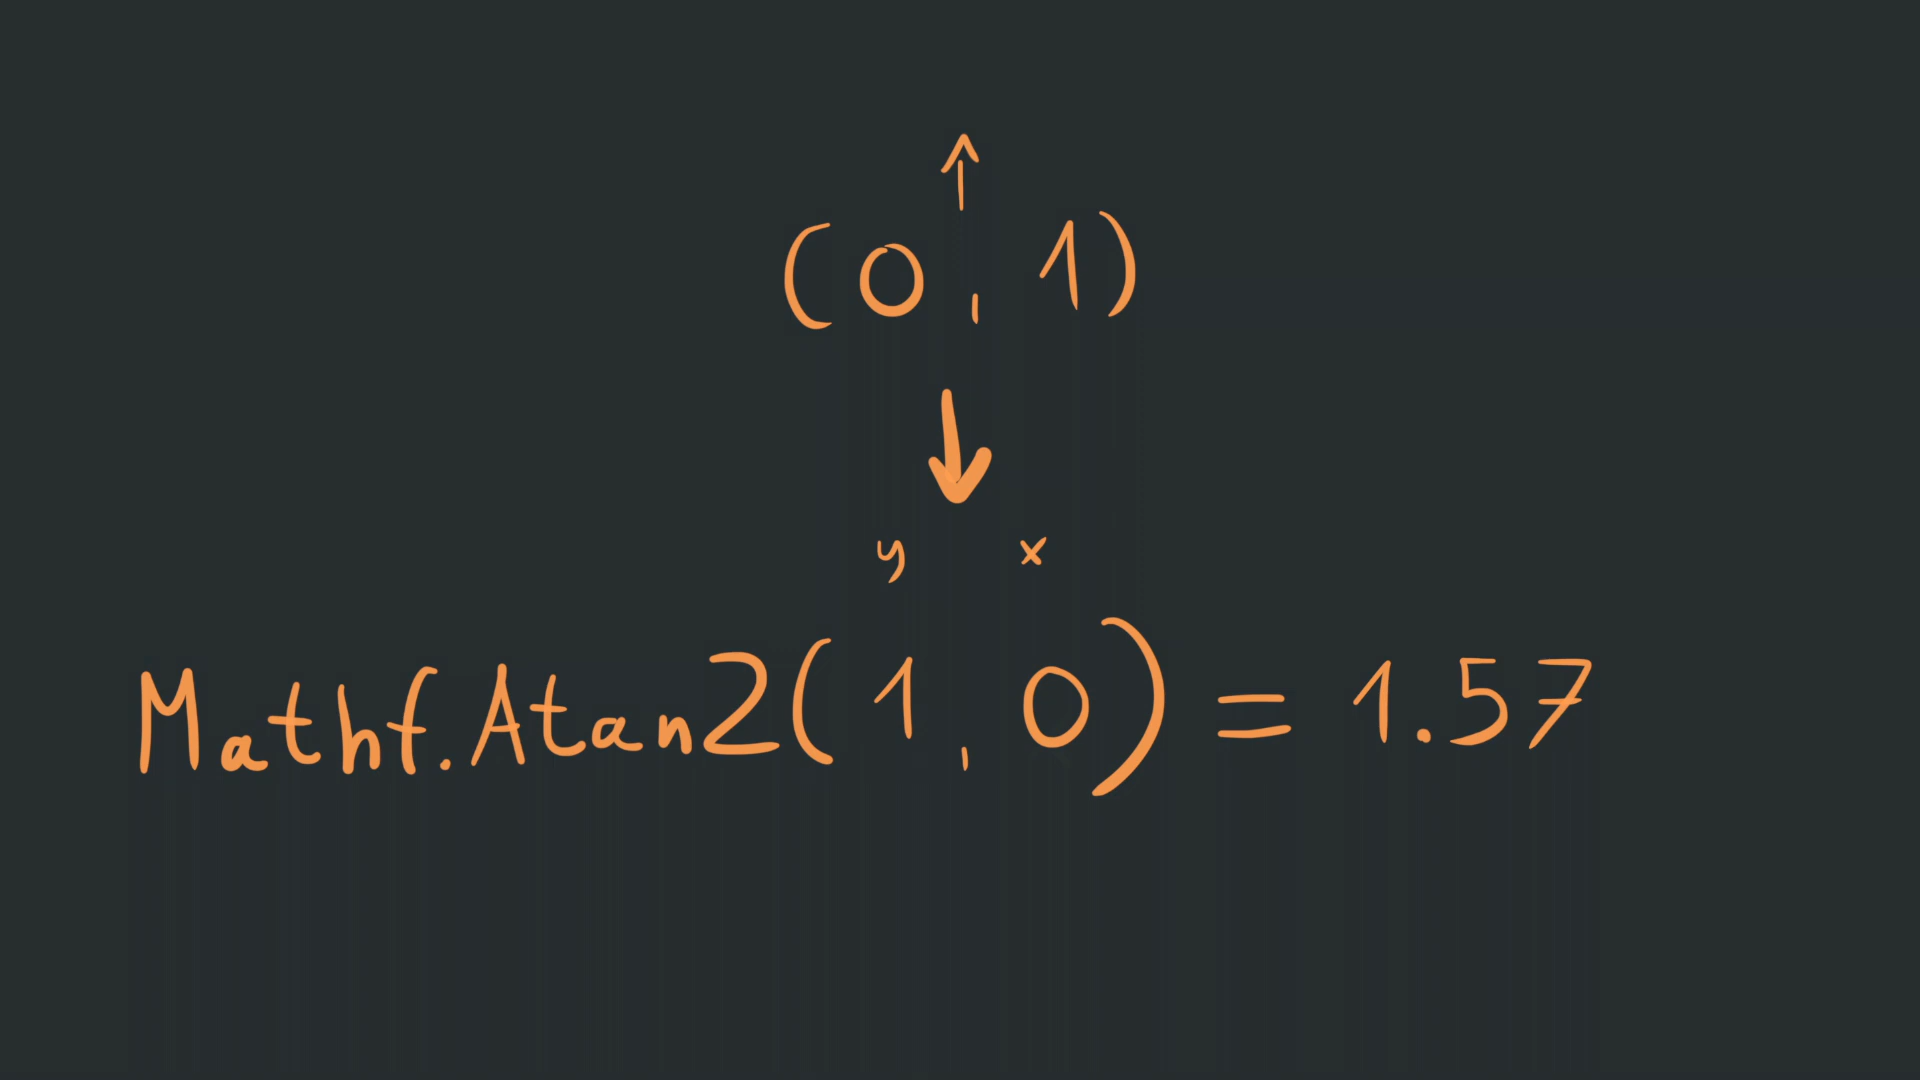 (0, 1)
y x
Mathf.Atan2(1, 0) = 1.57